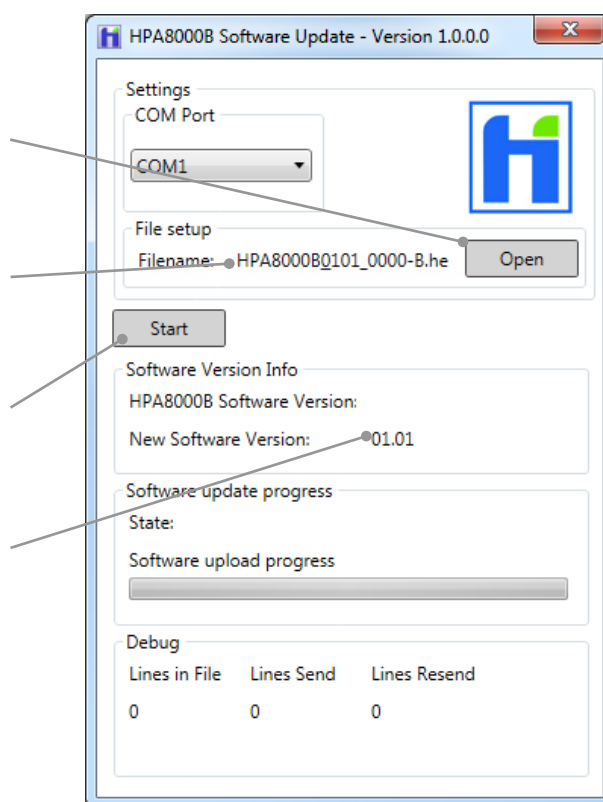 HPA8000B Software Update - Version 1.0.0.0
Settings
COM Port
COM1
File setup
Filename: HPA8000B0101_0000-B.he Open
Start
Software Version Info
HPA8000B Software Version:
New Software Version: 01.01
Software update progress
State:
Software upload progress
Debug
Lines in File Lines Send Lines Resend
0 0 0